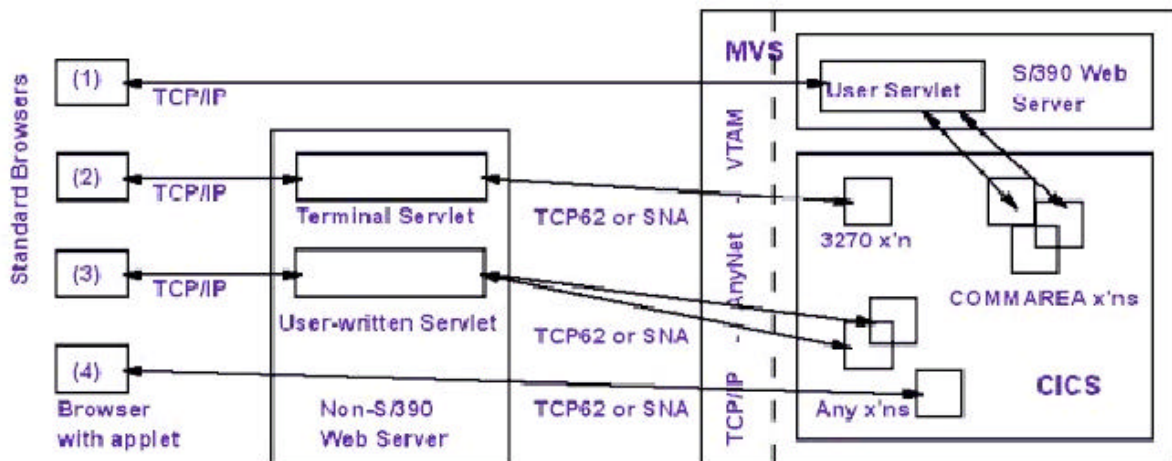 Standard Browsers
(1)
TCP/IP
(2)
TCP/IP
(3)
TCP/IP
(4)
Browser
with applet
Terminal Servlet
User-written Servlet
Non-S/390
Web Server
TCP62 or SNA
TCP62 or SNA
TCP62 or SNA
MVS
TCP/IP - AnyNet - VTAM
User Servlet
S/390 Web
Server
3270 x'n
COMMAREA x'ns
Any x'ns
CICS